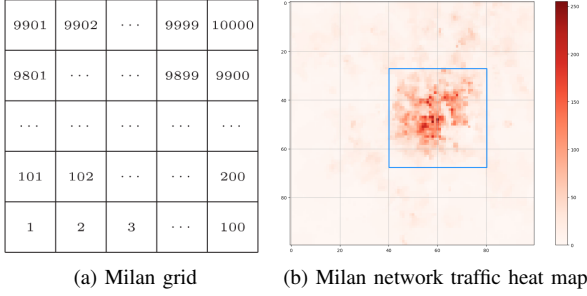 9901 9902 · · · 9999 10000
9801 · · · · · · 9899 9900
· · · · · · · · · · · · · · ·
101 102 · · · · · · 200
1 2 3 · · · 100
(a) Milan grid
0
20
40
60
80
0 20 40 60 80
250
200
150
100
50
0
(b) Milan network traffic heat map